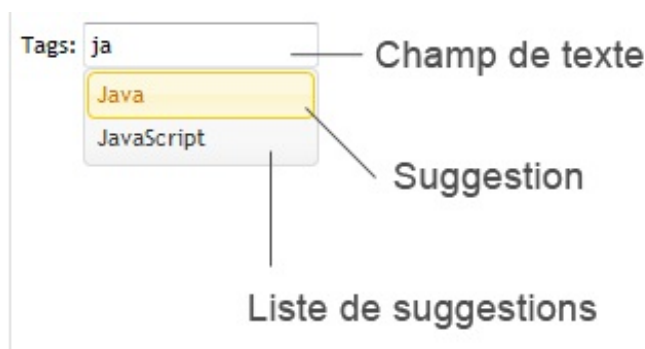 Tags: ja
Champ de texte
Java
JavaScript
Suggestion
Liste de suggestions